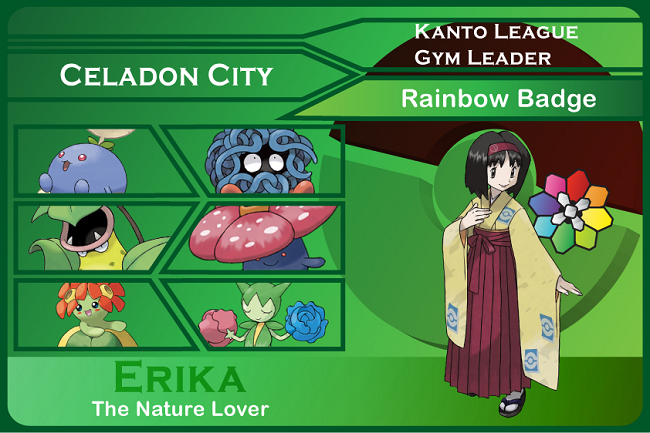 Kanto League
Gym Leader
Celadon City
Rainbow Badge
Erika
The Nature Lover